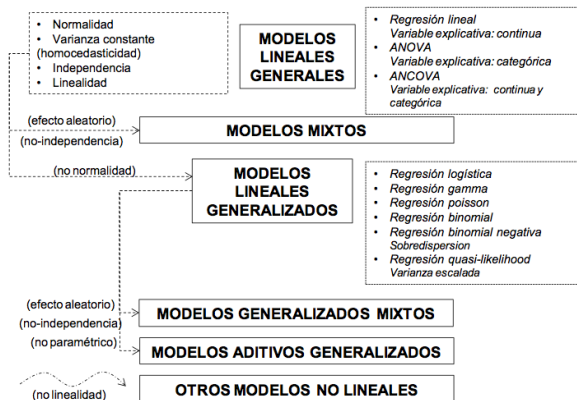 • Normalidad
• Varianza constante
(homocedasticidad)
• Independencia
• Linealidad
MODELOS
LINEALES
GENERALES
• Regresión lineal
Variable explicativa: continua
• ANOVA
Variable explicativa: categórica
• ANCOVA
Variable explicativa: continua y
categórica
(efecto aleatorio)
(no-independencia)
MODELOS MIXTOS
(no normalidad)
MODELOS
LINEALES
GENERALIZADOS
• Regresión logística
• Regresión gamma
• Regresión poisson
• Regresión binomial
• Regresión binomial negativa
Sobredispersion
• Regresión quasi-likelihood
Varianza escalada
(efecto aleatorio)
(no-independencia)
MODELOS GENERALIZADOS MIXTOS
(no paramétrico)
MODELOS ADITIVOS GENERALIZADOS
(no linealidad)
OTROS MODELOS NO LINEALES